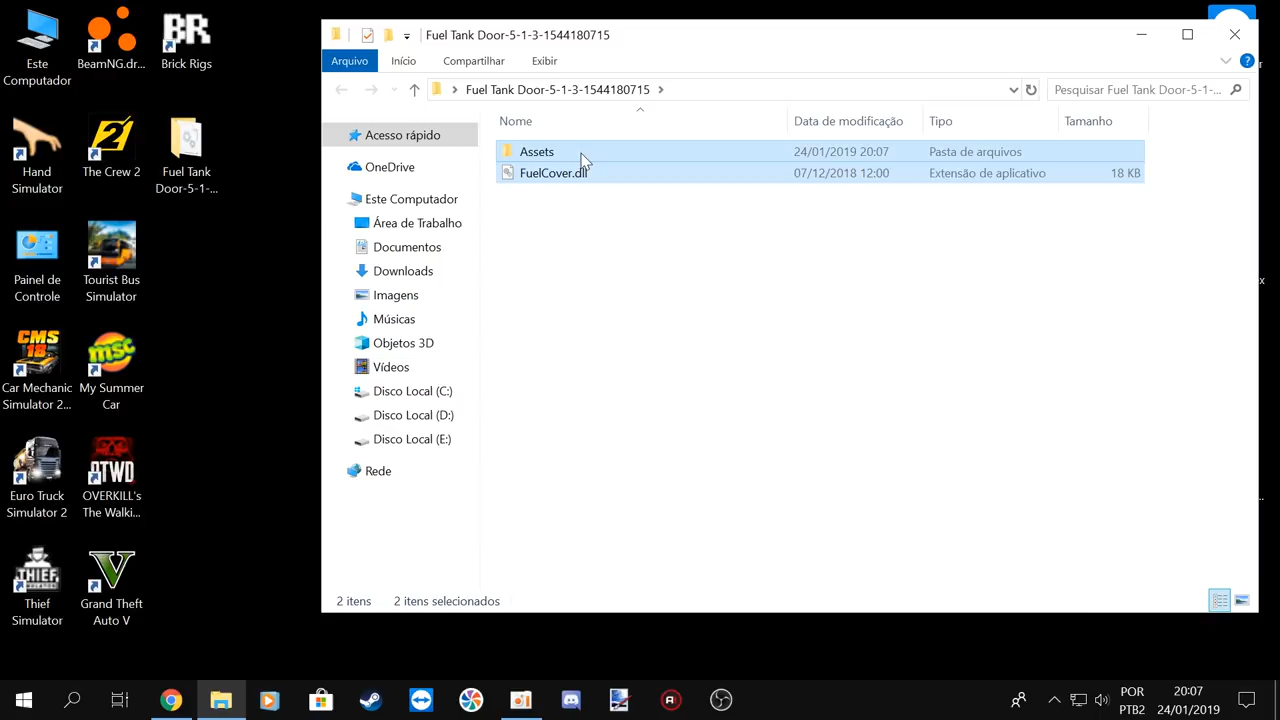 Este
Computador
BeamNG.dr...
Brick Rigs
Hand
Simulator
The Crew 2
Fuel Tank
Door-5-1-...
Painel de
Controle
Tourist Bus
Simulator
Car Mechanic
Simulator 2...
My Summer
Car
Euro Truck
Simulator 2
OVERKILL's
The Walki...
Thief
Simulator
Grand Theft
Auto V
BR
2
CMS
18
msc
OTWD
THIEF
SIMULATOR
V
Fuel Tank Door-5-1-3-1544180715
Arquivo
Início
Compartilhar
Exibir
Fuel Tank Door-5-1-3-1544180715
Pesquisar Fuel Tank Door-5-1-...
Acesso rápido
OneDrive
Este Computador
Área de Trabalho
Documentos
Downloads
Imagens
Músicas
Objetos 3D
Vídeos
Disco Local (C:)
Disco Local (D:)
Disco Local (E:)
Rede
Nome
Data de modificação
Tipo
Tamanho
Assets
24/01/2019 20:07
Pasta de arquivos
FuelCover.dll
07/12/2018 12:00
Extensão de aplicativo
18 KB
2 itens
2 itens selecionados
POR
PTB2
20:07
24/01/2019